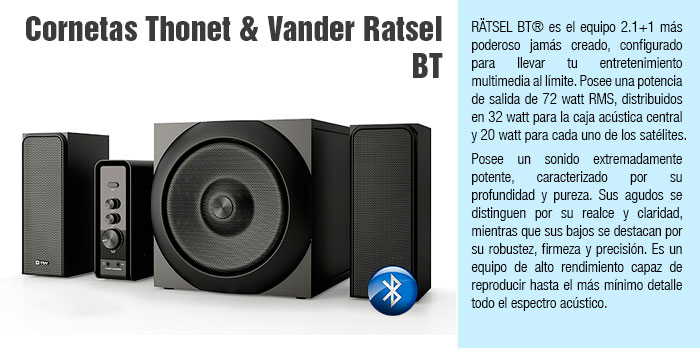 Cornetas Thonet & Vander Ratsel
BT
RÄTSEL BT® es el equipo 2.1+1 más
poderoso jamás creado, configurado
para llevar tu entretenimiento
multimedia al límite. Posee una potencia
de salida de 72 watt RMS, distribuidos
en 32 watt para la caja acústica central
y 20 watt para cada uno de los satélites.
Posee un sonido extremadamente
potente, caracterizado por su
profundidad y pureza. Sus agudos se
distinguen por su realce y claridad,
mientras que sus bajos se destacan por
su robustez, firmeza y precisión. Es un
equipo de alto rendimiento capaz de
reproducir hasta el más mínimo detalle
todo el espectro acústico.